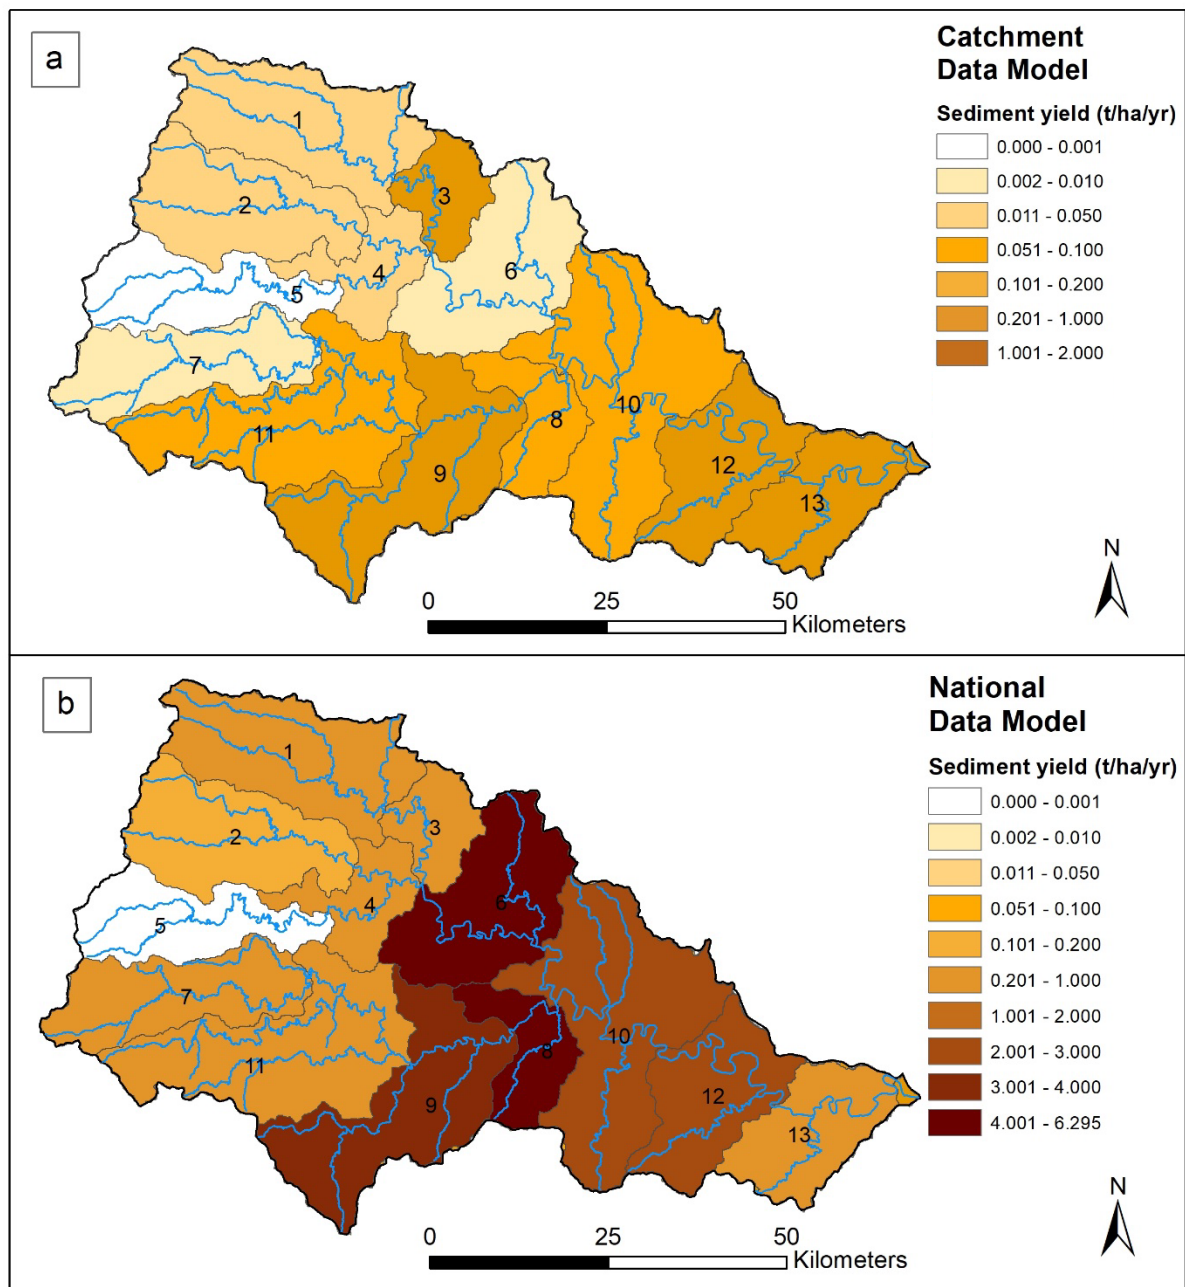 a
Catchment
Data Model
Sediment yield (t/ha/yr)
0.000 - 0.001
0.002 - 0.010
0.011 - 0.050
0.051 - 0.100
0.101 - 0.200
0.201 - 1.000
1.001 - 2.000
1
2
3
4
5
6
7
8
9
10
11
12
13
N
0 25 50
Kilometers
b
National
Data Model
Sediment yield (t/ha/yr)
0.000 - 0.001
0.002 - 0.010
0.011 - 0.050
0.051 - 0.100
0.101 - 0.200
0.201 - 1.000
1.001 - 2.000
2.001 - 3.000
3.001 - 4.000
4.001 - 6.295
1
2
3
4
5
6
7
8
9
10
11
12
13
N
0 25 50
Kilometers